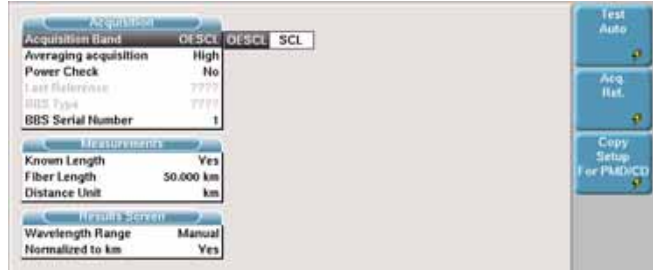 Acquisition
Acquisition Band OESCL OESCL SCL
Averaging acquisition High
Power Check No
Last Reference ????
BBS Type ????
BBS Serial Number 1
Measurements
Known Length Yes
Fiber Length 50.000 km
Distance Unit km
Results Screen
Wavelength Range Manual
Normalized to km Yes
Test
Auto
Acq.
Ref.
Copy
Setup
For PMD/CD